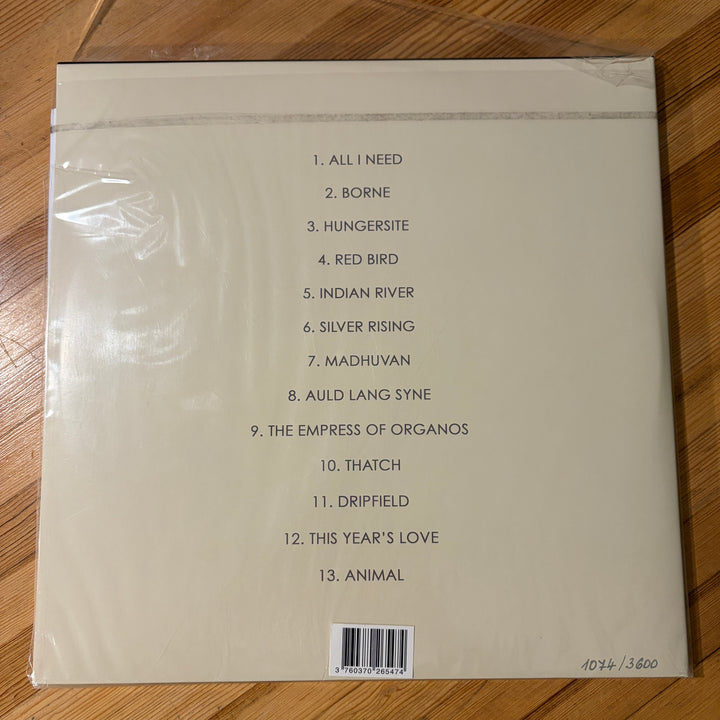 1. ALL I NEED
2. BORNE
3. HUNGERSITE
4. RED BIRD
5. INDIAN RIVER
6. SILVER RISING
7. MADHUVAN
8. AULD LANG SYNE
9. THE EMPRESS OF ORGANOS
10. THATCH
11. DRIPFIELD
12. THIS YEAR'S LOVE
13. ANIMAL
3 760370 265474
1074/3600